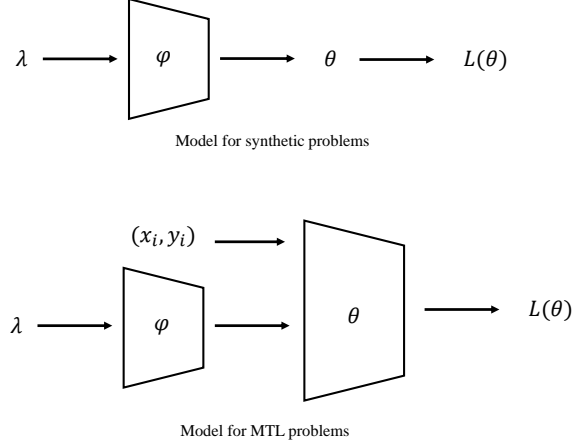 λ φ θ L(θ)
Model for synthetic problems
(x_i, y_i)
λ φ θ L(θ)
Model for MTL problems